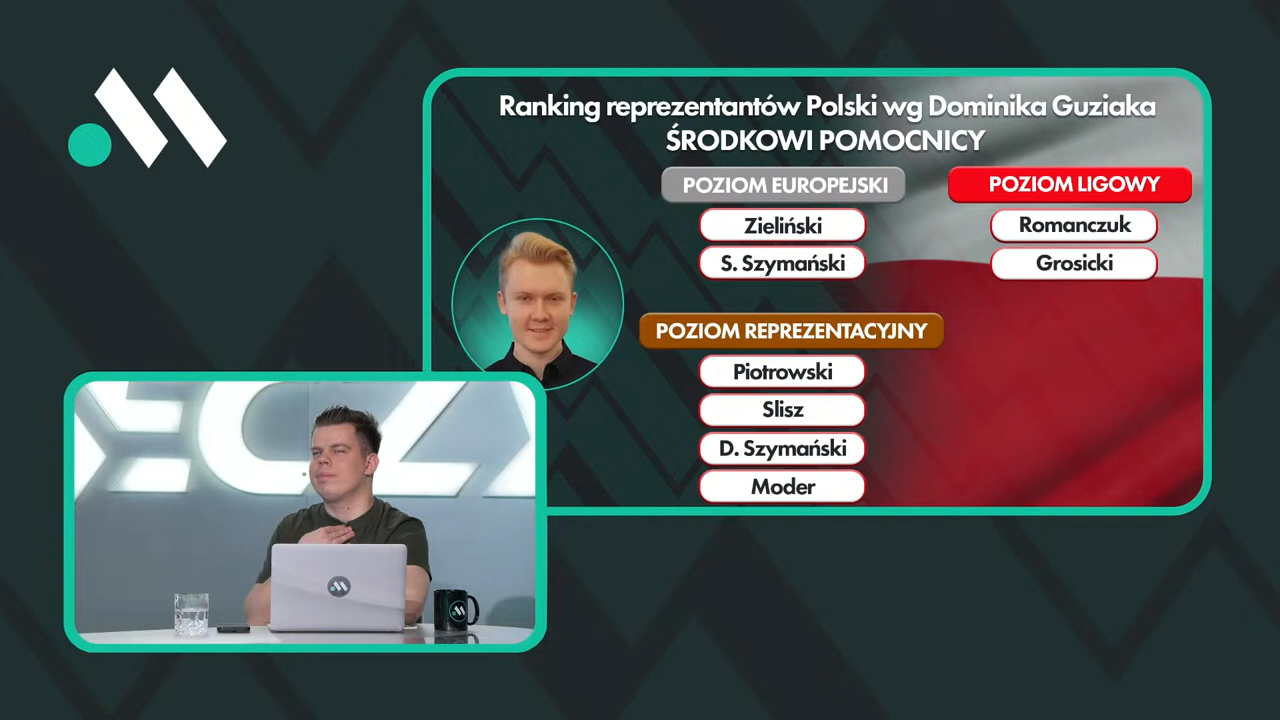 Ranking reprezentantów Polski wg Dominika Guziaka
ŚRODKOWI POMOCNICY
POZIOM EUROPEJSKI
Zieliński
S. Szymański
POZIOM LIGOWY
Romanczuk
Grosicki
POZIOM REPREZENTACYJNY
Piotrowski
Slisz
D. Szymański
Moder
ECZ